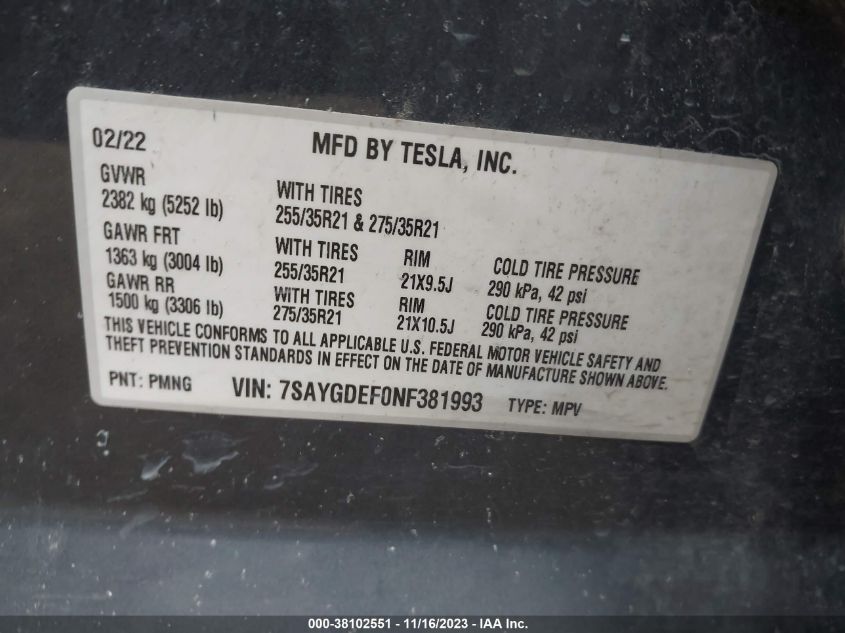 02/22 MFD BY TESLA, INC.
GVWR
2382 kg (5252 lb) WITH TIRES
255/35R21 & 275/35R21
GAWR FRT WITH TIRES RIM COLD TIRE PRESSURE
1363 kg (3004 lb) 255/35R21 21X9.5J 290 kPa, 42 psi
GAWR RR WITH TIRES RIM COLD TIRE PRESSURE
1500 kg (3306 lb) 275/35R21 21X10.5J 290 kPa, 42 psi
THIS VEHICLE CONFORMS TO ALL APPLICABLE U.S. FEDERAL MOTOR VEHICLE SAFETY AND
THEFT PREVENTION STANDARDS IN EFFECT ON THE DATE OF MANUFACTURE SHOWN ABOVE.
PNT: PMNG VIN: 7SAYGDEF0NF381993 TYPE: MPV
000-38102551 - 11/16/2023 - IAA Inc.